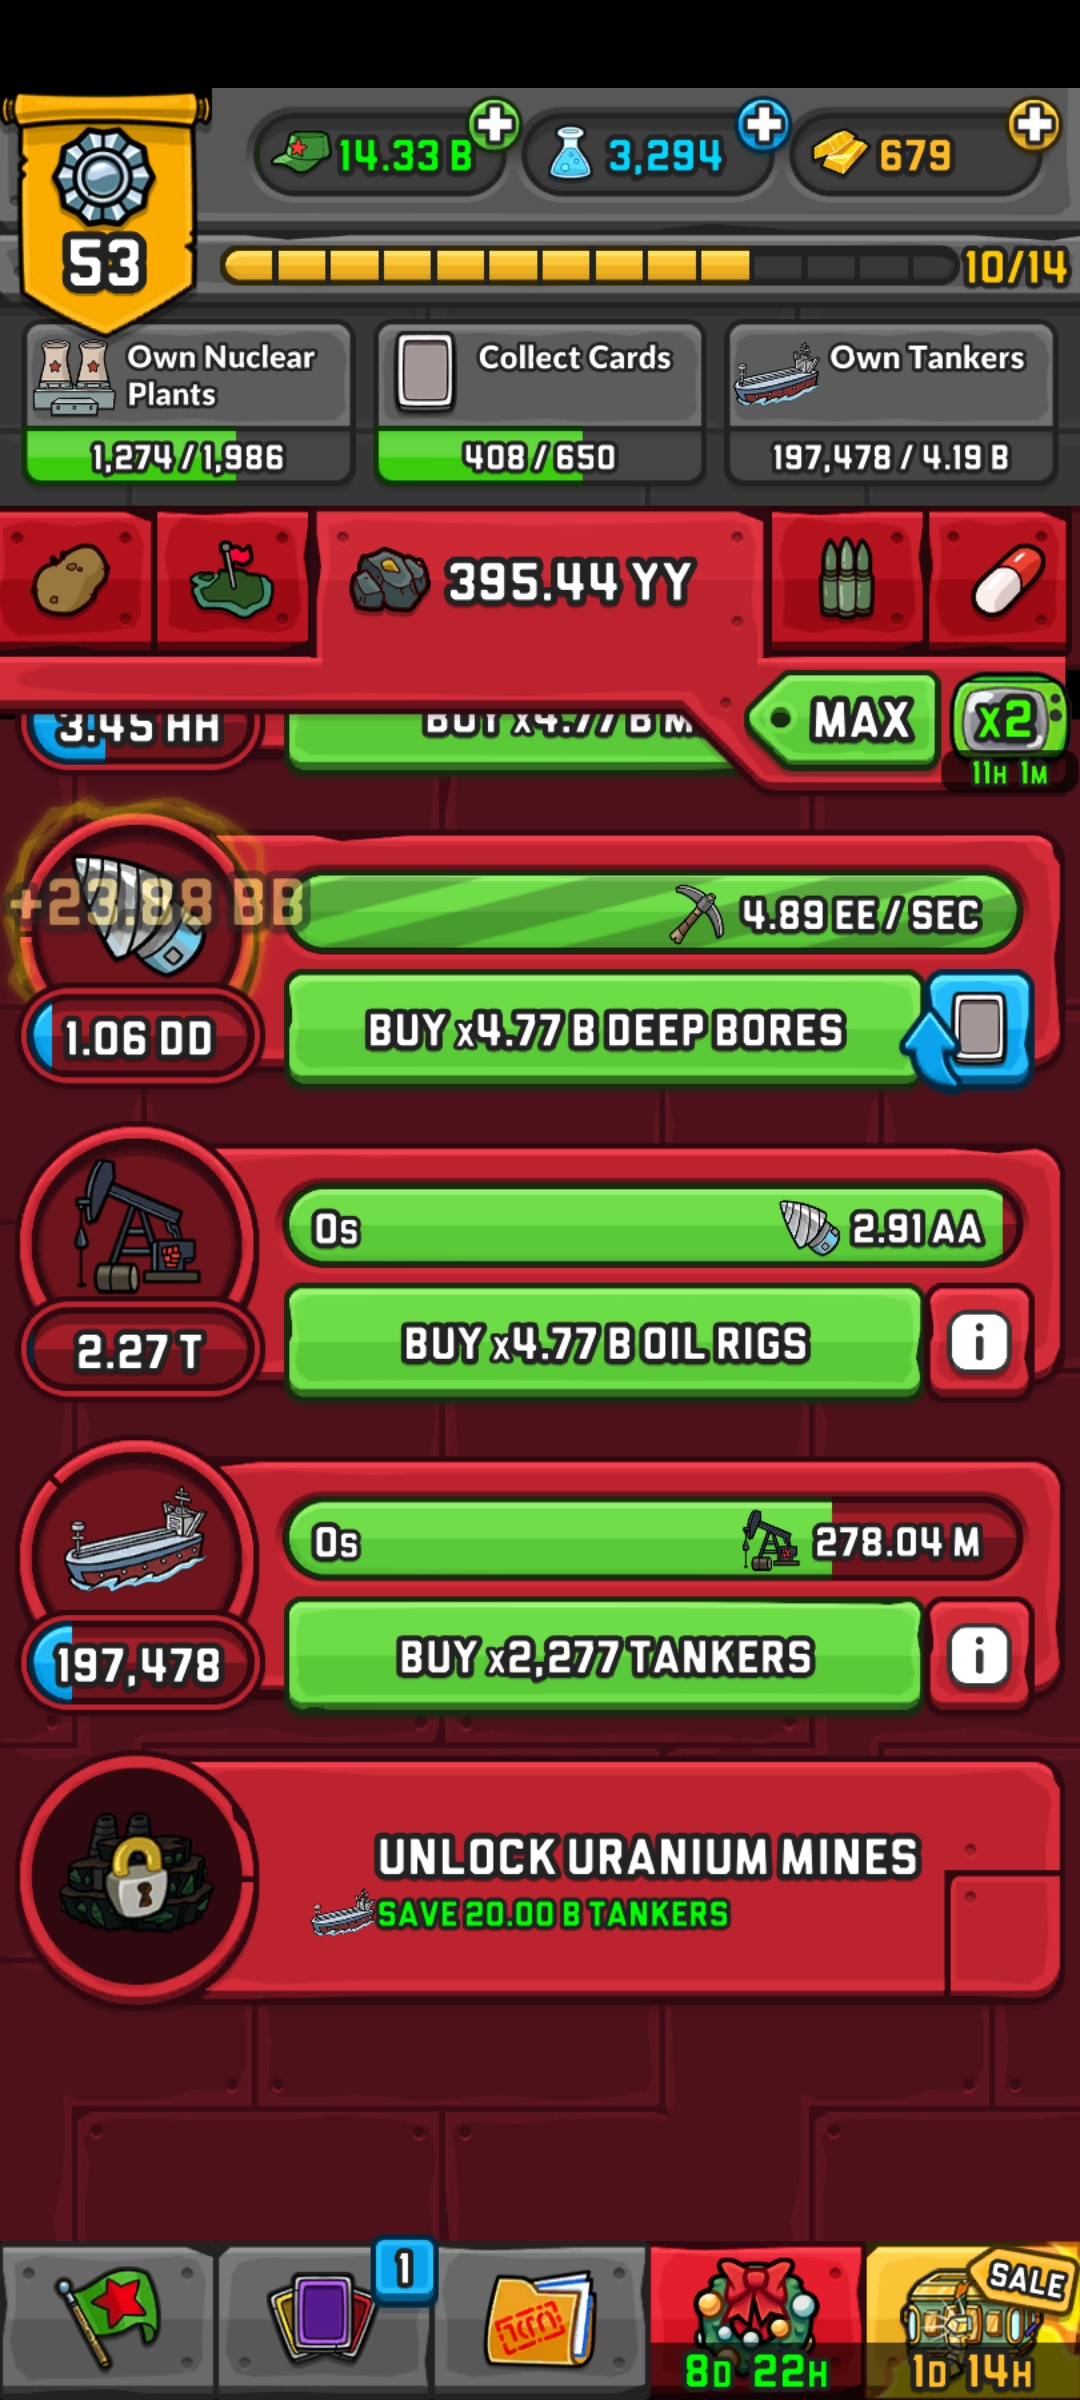 14.33 B
3,294
679
53
10/14
Own Nuclear
Plants
1,274/1,986
Collect Cards
408/650
Own Tankers
197,478 / 4.19 B
395.44 YY
MAX
x2
11H 1M
3.45 HH
BUY x4.77 B M
+23.88 BB
4.89 EE / SEC
1.06 DD
BUY x4.77 B DEEP BORES
0s
2.91 AA
2.27 T
BUY x4.77 B OIL RIGS
i
0s
278.04 M
197,478
BUY x2,277 TANKERS
i
UNLOCK URANIUM MINES
SAVE 20.00 B TANKERS
1
SALE
8D 22H
1D 14H